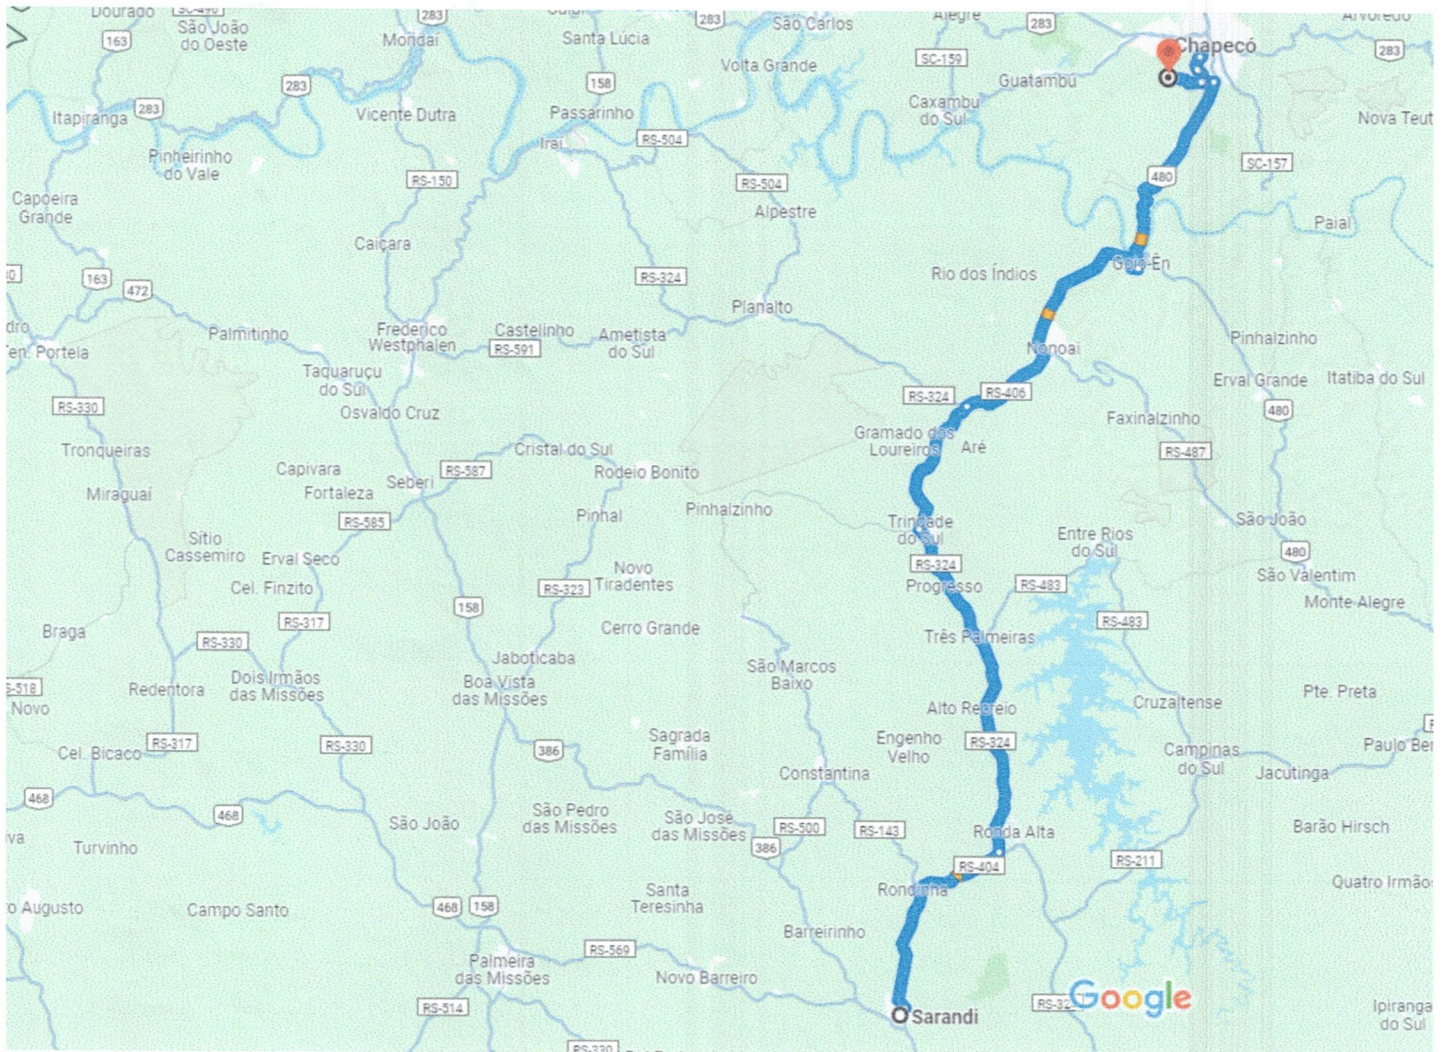 Dourado
SC-496
São João
do Oeste
163
283
Mondaí
Santa Lúcia
283
São Carlos
Alegre
283
Arvoredo
Chapecó
283
Volta Grande
SC-159
Guatambú
283
158
Itapiranga
283
Vicente Dutra
Passarinho
Caxambu
do Sul
Nova Teut
Iraí
RS-504
Pinheirinho
do Vale
RS-150
RS-504
480
SC-157
Capoeira
Grande
Alpestre
Paial
Caiçara
163
472
RS-324
Rio dos Índios
Goio-Ên
Planalto
dro
Palmitinho
Frederico
Westphalen
Castelinho
RS-591
Ametista
do Sul
Nonoai
Pinhalzinho
Ten. Portela
Taquaruçu
do Sul
Erval Grande
Itatiba do Sul
RS-330
Osvaldo Cruz
RS-324
RS-406
480
Faxinalzinho
Gramado dos
Loureiros
Aré
Tronqueiras
Cristal do Sul
RS-487
Capivara
RS-587
Rodeio Bonito
Miraguaí
Fortaleza
Seberi
Pinhalzinho
RS-585
Pinhal
Trindade
do Sul
São João
Sítio
Cassemiro
Erval Seco
Entre Rios
do Sul
480
Novo
Tiradentes
RS-324
Cel. Finzito
RS-323
Progresso
RS-483
São Valentim
158
Monte Alegre
RS-317
Cerro Grande
RS-483
Braga
RS-330
Três Palmeiras
Jaboticaba
São Marcos
Baixo
S-518
Novo
Redentora
Dois Irmãos
das Missões
Boa Vista
das Missões
Pte. Preta
Alto Recreio
Cruzaltense
RS-317
RS-330
386
Sagrada
Família
Engenho
Velho
RS-324
Campinas
do Sul
Paulo Ber
Cel. Bicaco
Constantina
Jacutinga
468
468
São João
São Pedro
das Missões
São José
das Missões
RS-500
RS-143
Ronda Alta
Barão Hirsch
va
Turvinho
386
RS-404
RS-211
Rondinha
Quatro Irmão
Santa
Teresinha
to Augusto
Campo Santo
468
158
Barreirinho
RS-569
Palmeira
das Missões
Novo Barreiro
RS-514
RS-32
Google
Sarandi
Ipiranga
do Sul
RS-330